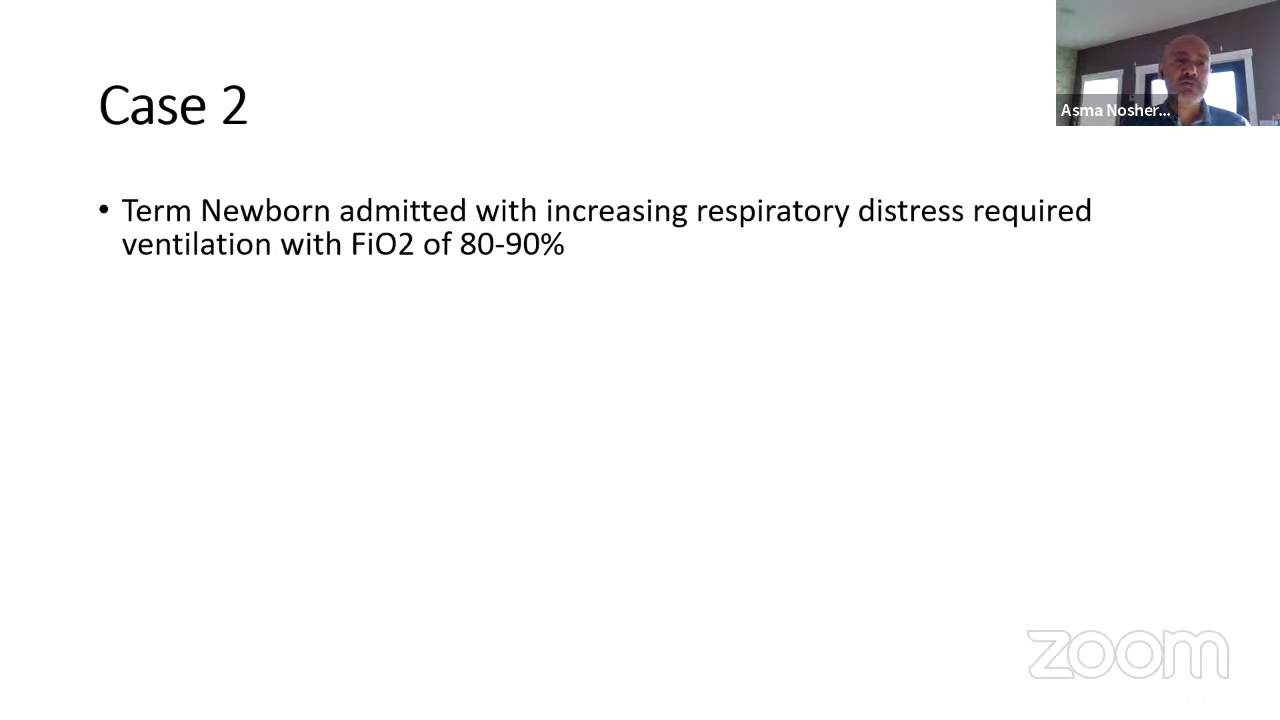 Case 2
Asma Nosher...
• Term Newborn admitted with increasing respiratory distress required
ventilation with FiO2 of 80-90%
zoom